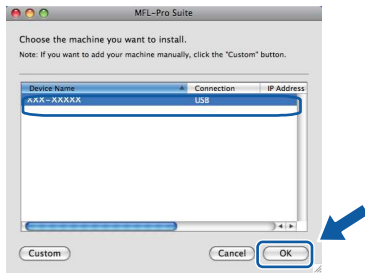 MFL-Pro Suite
Choose the machine you want to install.
Note: If you want to add your machine manually, click the "Custom" button.
Device Name Connection IP Address
XXX-XXXXX USB
Custom Cancel OK